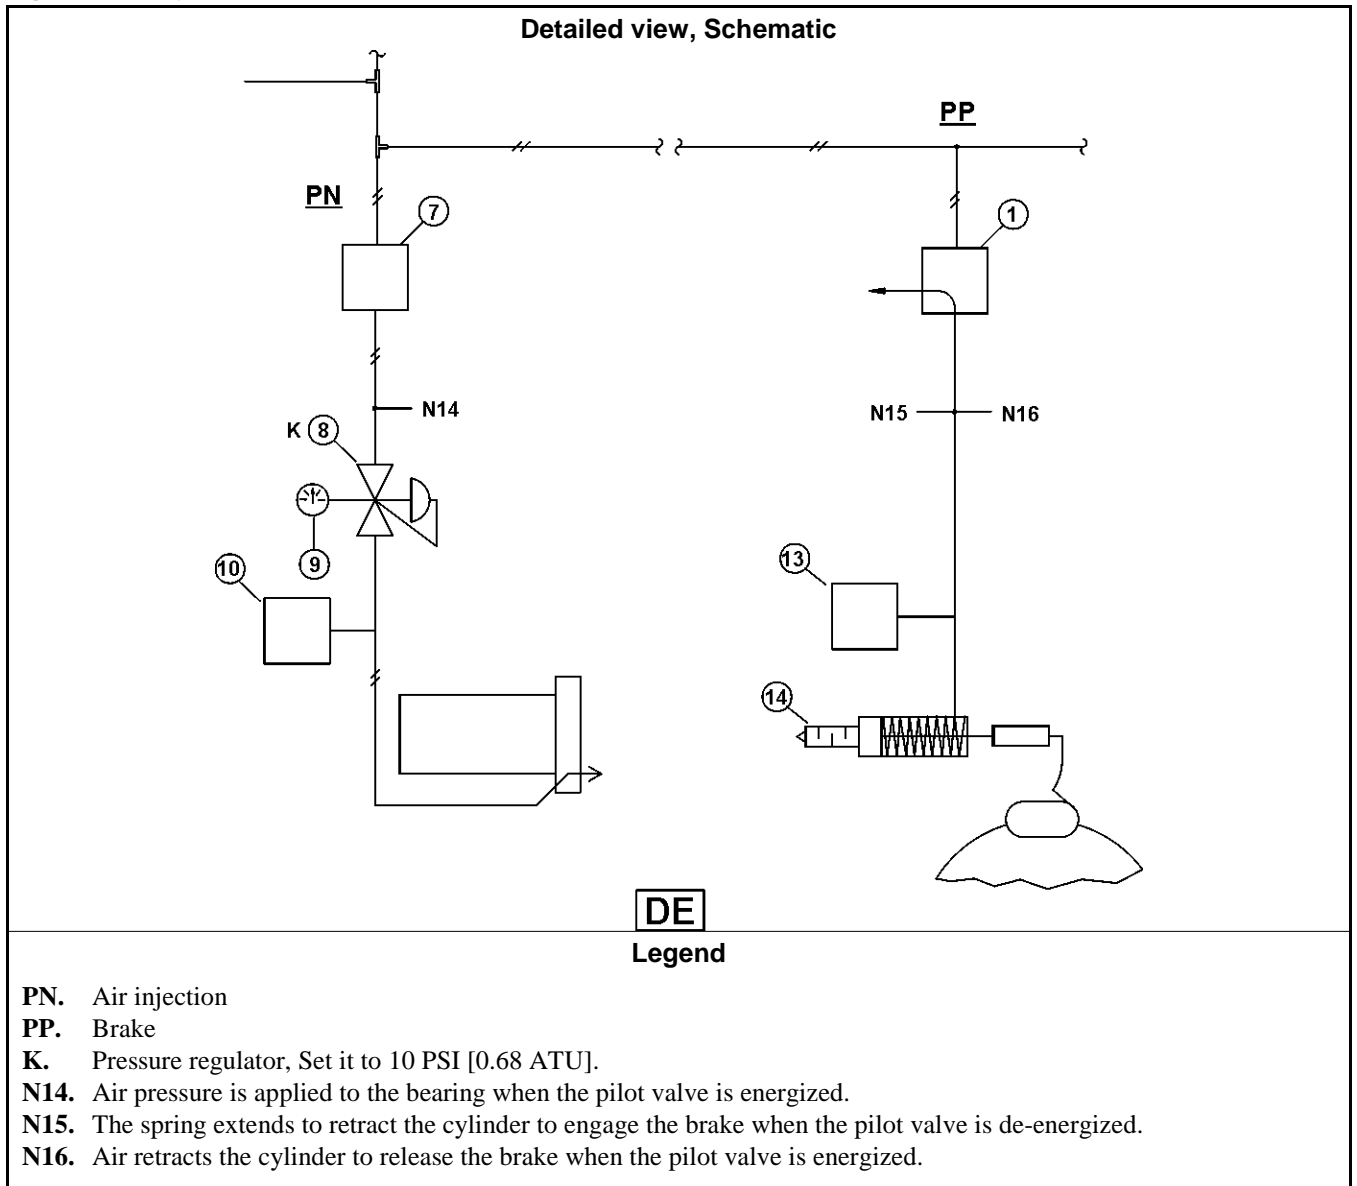 Detailed view, Schematic
PP
PN
7
1
N14
N15
N16
K 8
9
10
13
14
DE
Legend
PN. Air injection
PP. Brake
K. Pressure regulator, Set it to 10 PSI [0.68 ATU].
N14. Air pressure is applied to the bearing when the pilot valve is energized.
N15. The spring extends to retract the cylinder to engage the brake when the pilot valve is de-energized.
N16. Air retracts the cylinder to release the brake when the pilot valve is energized.